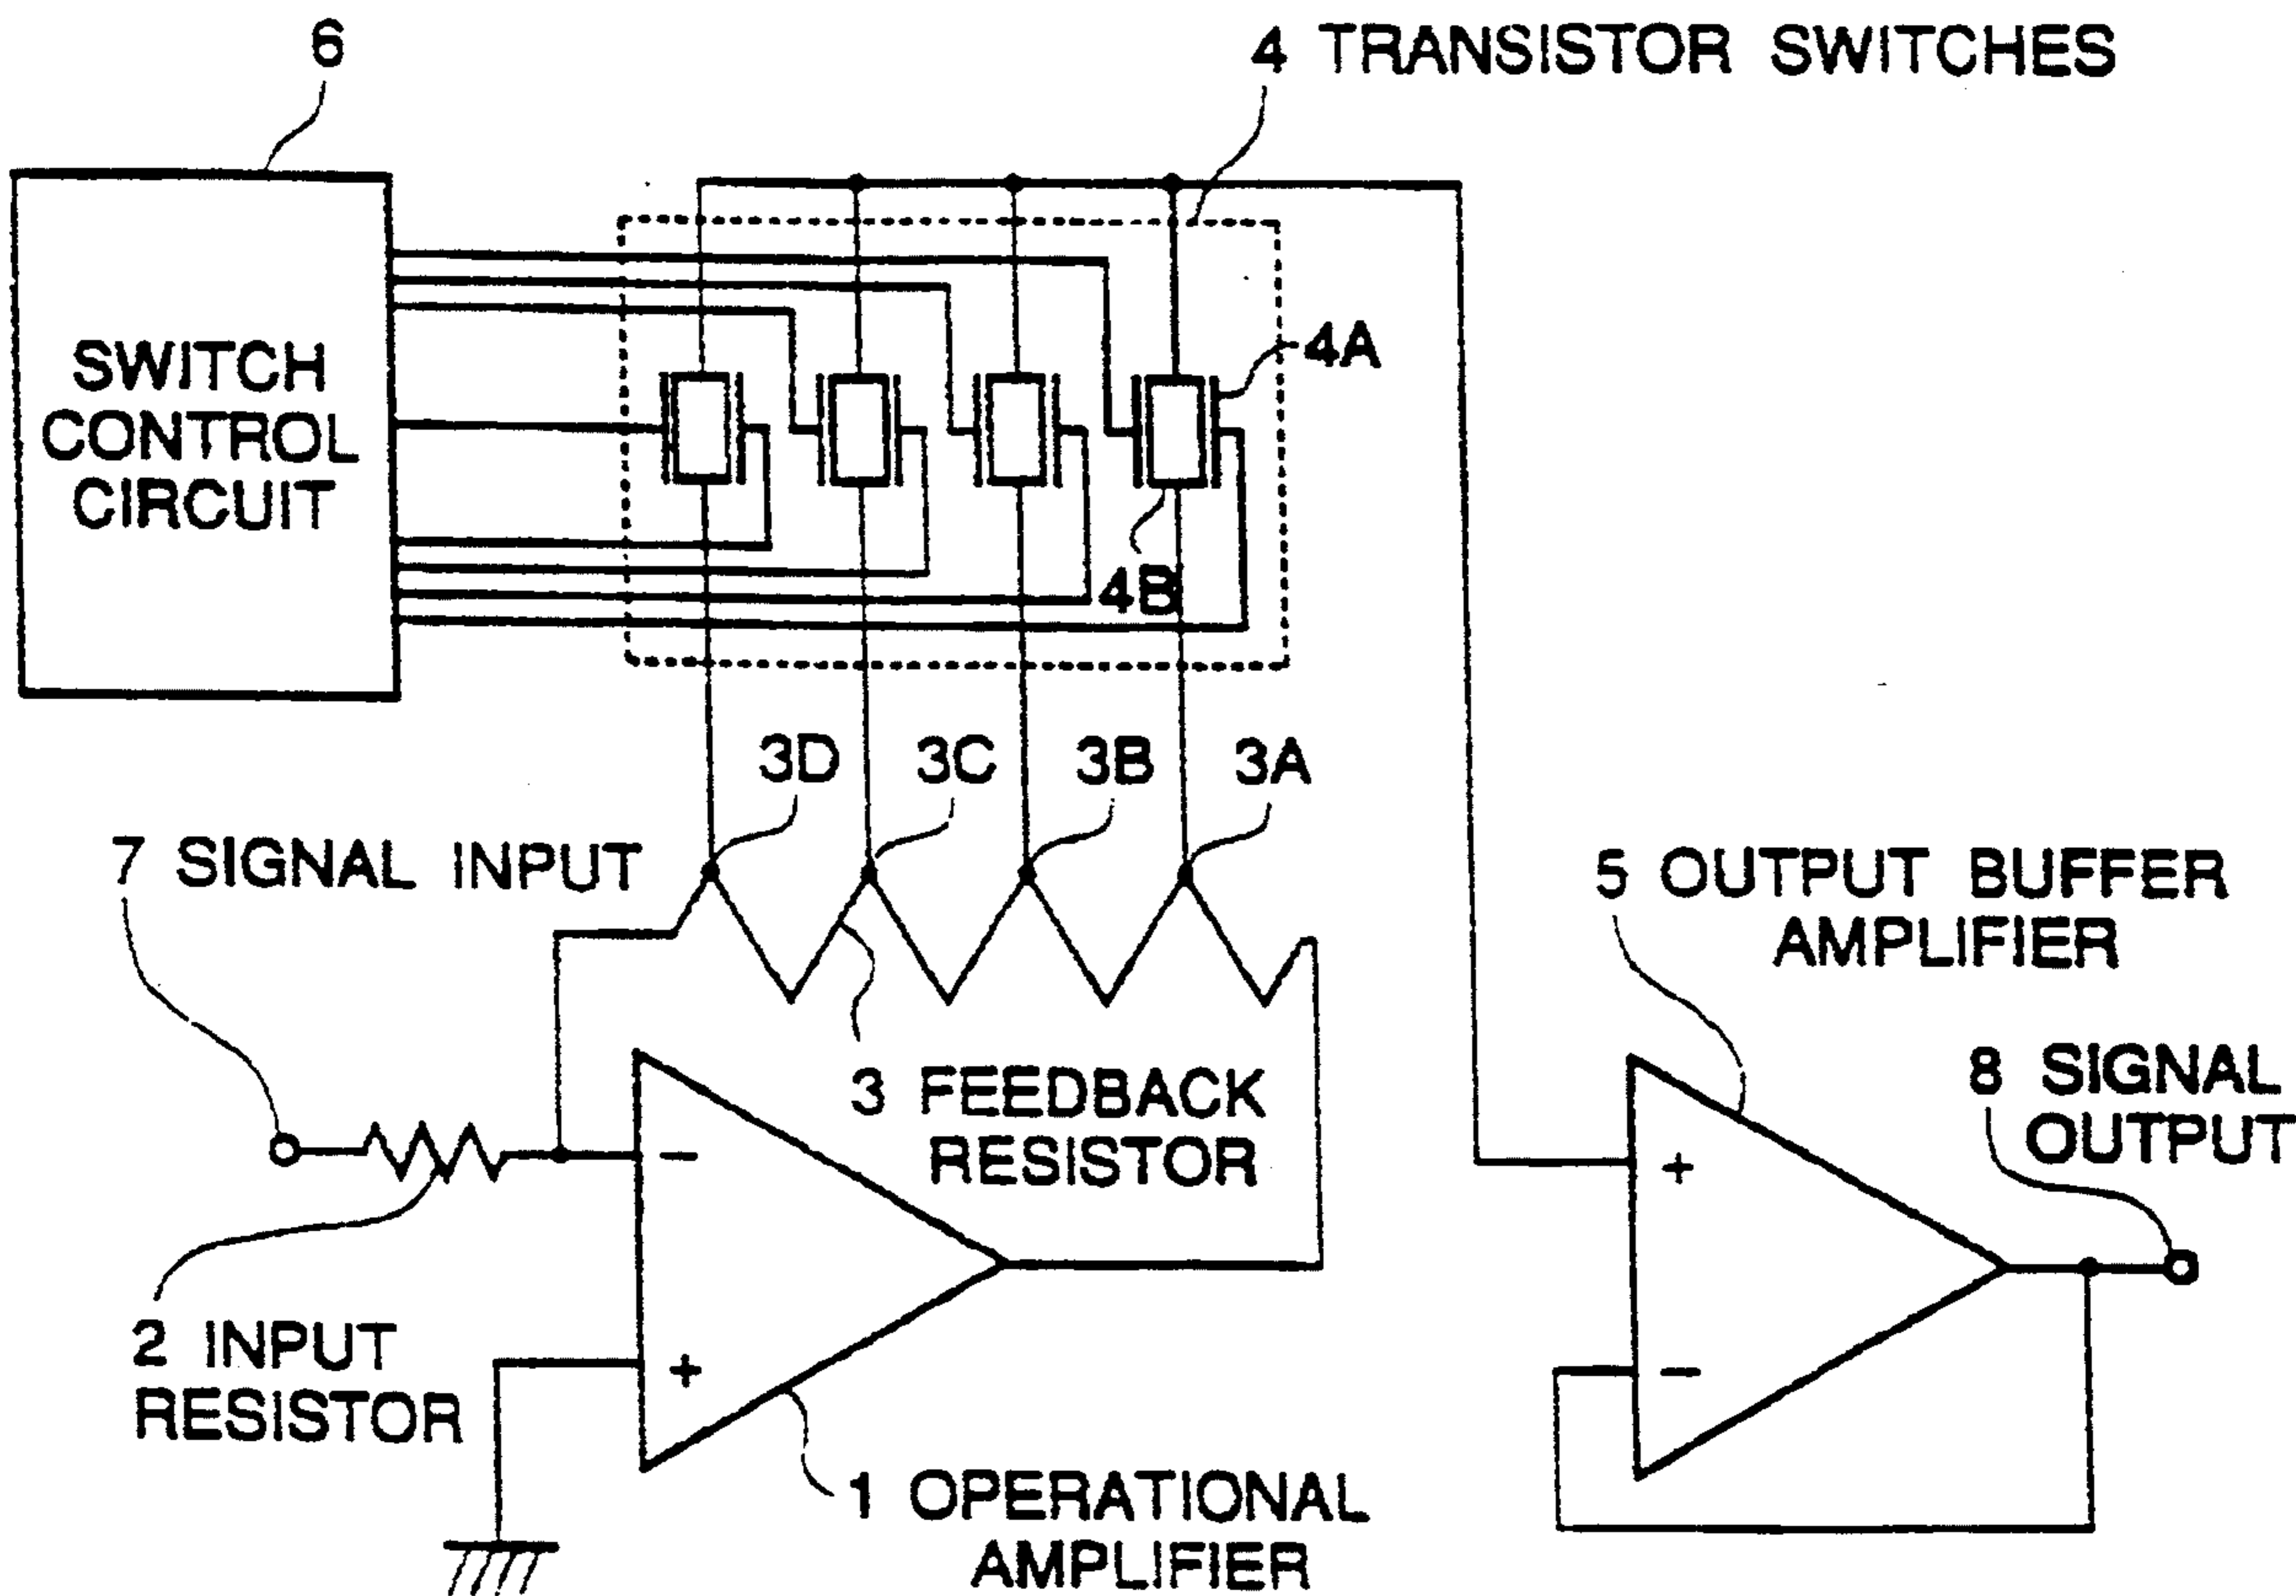 6
4 TRANSISTOR SWITCHES
SWITCH
CONTROL
CIRCUIT
4A
4B
3D
3C
3B
3A
7 SIGNAL INPUT
5 OUTPUT BUFFER
AMPLIFIER
3 FEEDBACK
RESISTOR
8 SIGNAL
OUTPUT
-
+
+
-
2 INPUT
RESISTOR
1 OPERATIONAL
AMPLIFIER